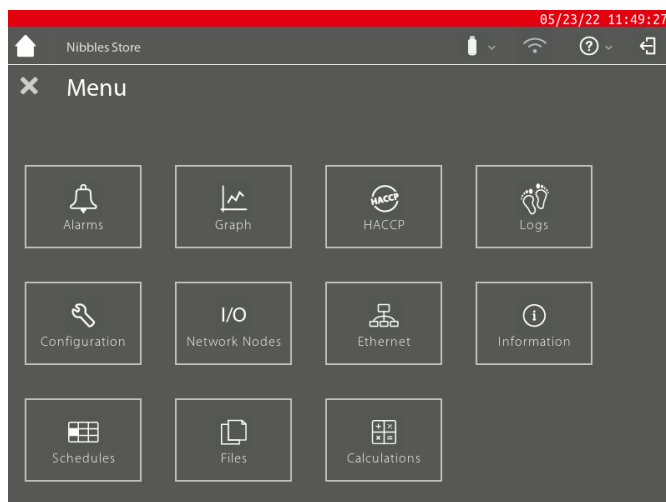 05/23/22 11:49:27
Nibbles Store
Menu
Alarms
Graph
HACCP
HACCP
Logs
Configuration
I/O
Network Nodes
Ethernet
Information
Schedules
Files
Calculations